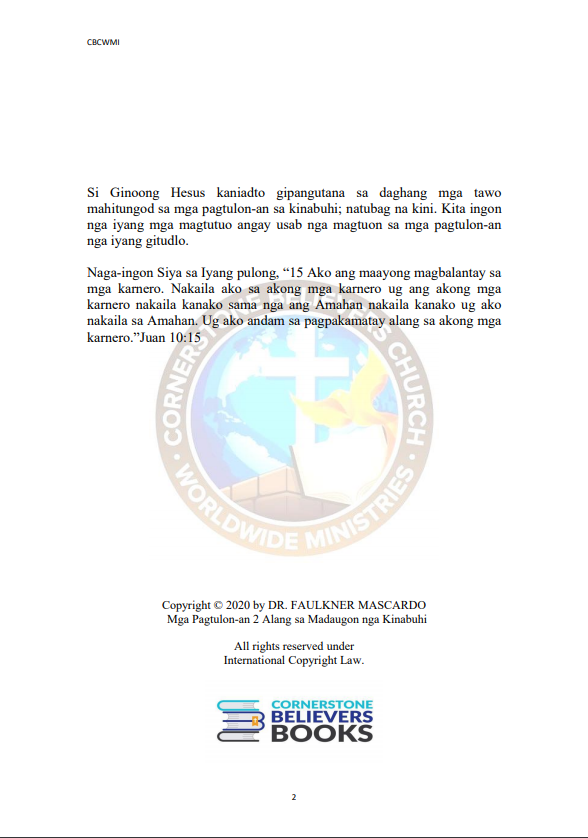 CBCWMI
Si Ginoong Hesus kaniadto gipangutana sa daghang mga tawo
mahitungod sa mga pagtulon-an sa kinabuhi; natubag na kini. Kita ingon
nga iyang mga magtutuo angay usab nga magtuon sa mga pagtulon-an
nga iyang gitudlo.
Naga-ingon Siya sa Iyang pulong, “15 Ako ang maayong magbalantay sa
mga karnero. Nakaila ako sa akong mga karnero ug ang akong mga
karnero nakaila kanako sama nga ang Amahan nakaila kanako ug ako
nakaila sa Amahan. Ug ako andam sa pagpakamatay alang sa akong mga
karnero.”Juan 10:15
CORNERSTONE BELIEVERS CHURCH
• WORLDWIDE MINISTRIES •
Copyright © 2020 by DR. FAULKNER MASCARDO
Mga Pagtulon-an 2 Alang sa Madaugon nga Kinabuhi
All rights reserved under
International Copyright Law.
CORNERSTONE
BELIEVERS
BOOKS
2